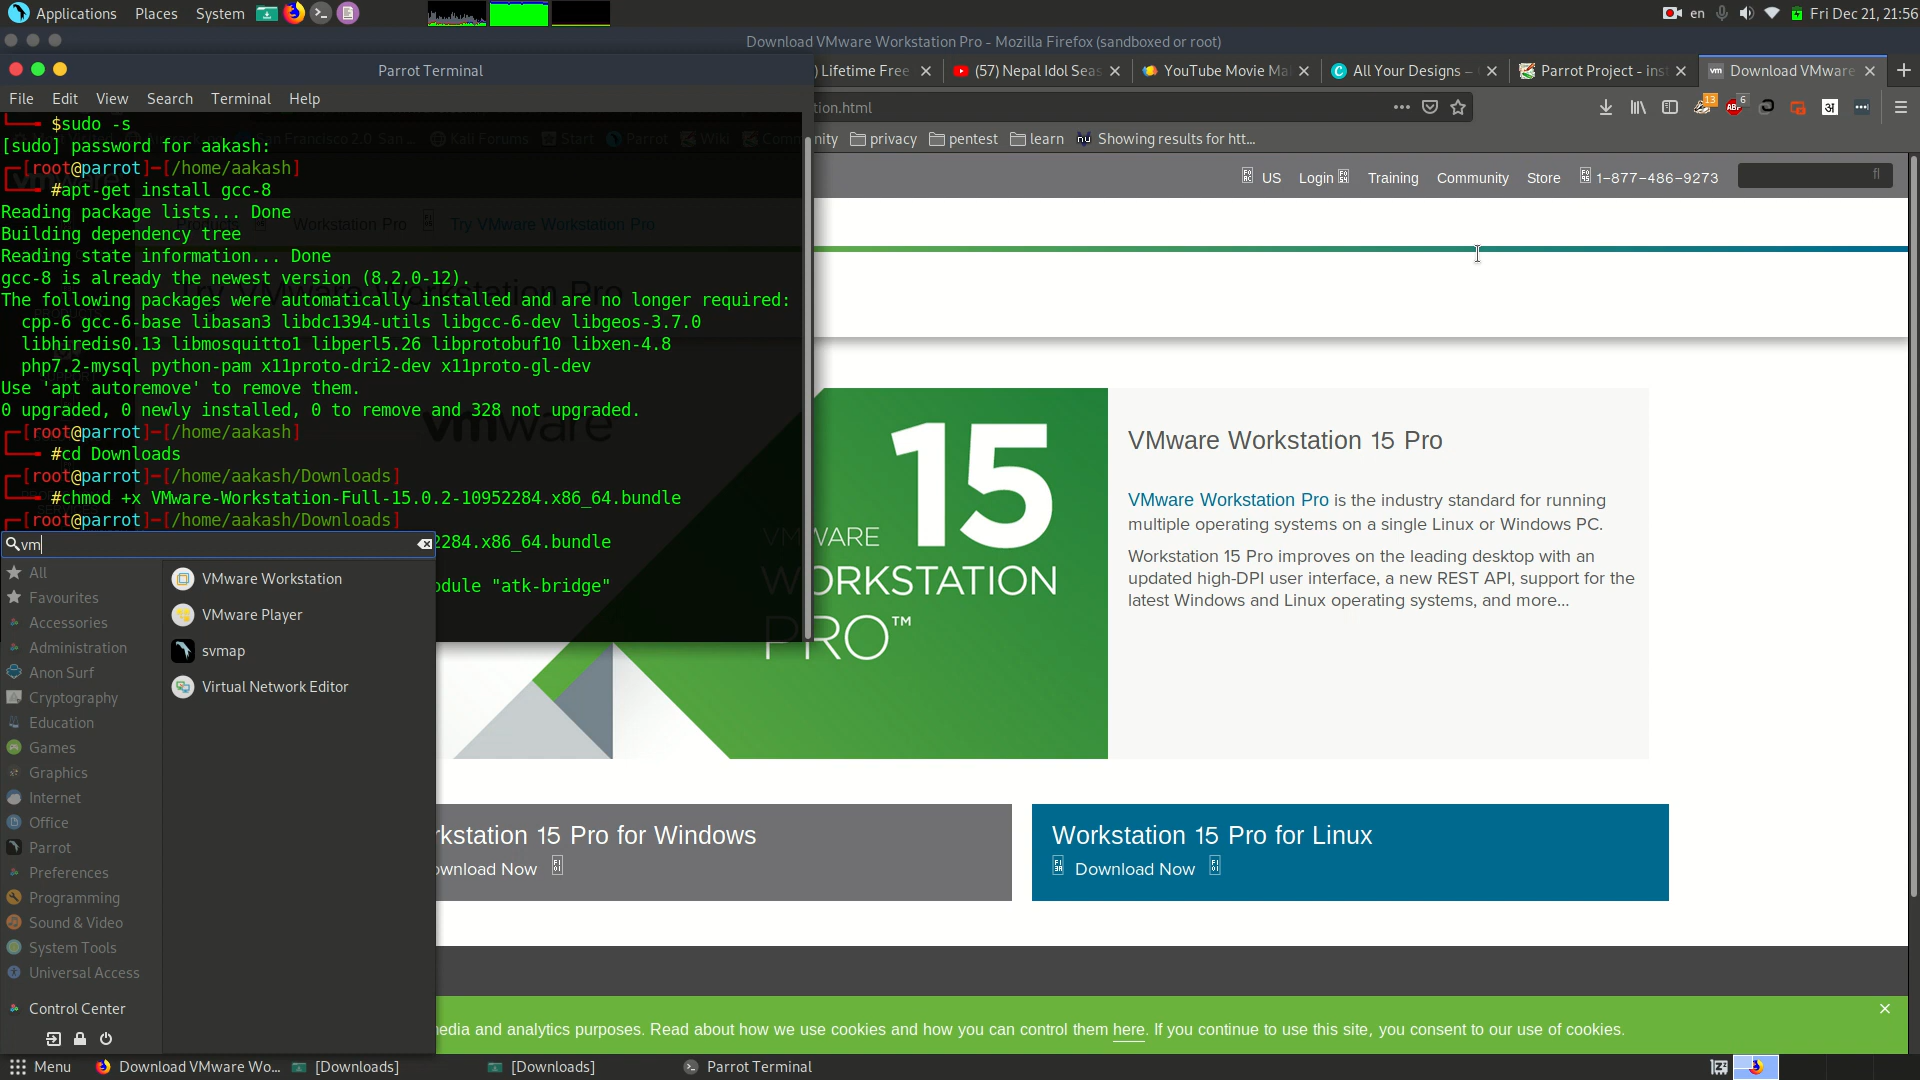 Applications Places System
en Fri Dec 21, 21:56
Download VMware Workstation Pro - Mozilla Firefox (sandboxed or root)
Parrot Terminal
) Lifetime Free
(57) Nepal Idol Seas
YouTube Movie Ma
All Your Designs –
Parrot Project - ins
Download VMware
File Edit View Search Terminal Help
tion.html
13
6
ABP
अ
nity privacy pentest learn nu Showing results for htt...
$sudo -s
[sudo] password for aakash:
[root@parrot]-[/home/aakash]
#apt-get install gcc-8
Reading package lists... Done
Building dependency tree
Reading state information... Done
gcc-8 is already the newest version (8.2.0-12).
The following packages were automatically installed and are no longer required:
cpp-6 gcc-6-base libasan3 libdc1394-utils libgcc-6-dev libgeos-3.7.0
libhiredis0.13 libmosquitto1 libperl5.26 libprotobuf10 libxen-4.8
php7.2-mysql python-pam x11proto-dri2-dev x11proto-gl-dev
Use 'apt autoremove' to remove them.
0 upgraded, 0 newly installed, 0 to remove and 328 not upgraded.
[root@parrot]-[/home/aakash]
#cd Downloads
[root@parrot]-[/home/aakash/Downloads]
#chmod +x VMware-Workstation-Full-15.0.2-10952284.x86_64.bundle
[root@parrot]-[/home/aakash/Downloads]
2284.x86_64.bundle
odule "atk-bridge"
Workstation Pro Try VMware Workstation Pro
Try VMware Workstation Pro
vmware
vm
All
Favourites
Accessories
Administration
Anon Surf
Cryptography
Education
Games
Graphics
Internet
Office
Parrot
Preferences
Programming
Sound & Video
System Tools
Universal Access
Control Center
VMware Workstation
VMware Player
svmap
Virtual Network Editor
US Login Training Community Store 1-877-486-9273
15
VMWARE
WORKSTATION
PRO™
VMware Workstation 15 Pro
VMware Workstation Pro is the industry standard for running
multiple operating systems on a single Linux or Windows PC.
Workstation 15 Pro improves on the leading desktop with an
updated high-DPI user interface, a new REST API, support for the
latest Windows and Linux operating systems, and more...
rkstation 15 Pro for Windows
ownload Now
Workstation 15 Pro for Linux
Download Now
edia and analytics purposes. Read about how we use cookies and how you can control them here. If you continue to use this site, you consent to our use of cookies.
Menu Download VMware Wo... [Downloads] [Downloads] Parrot Terminal